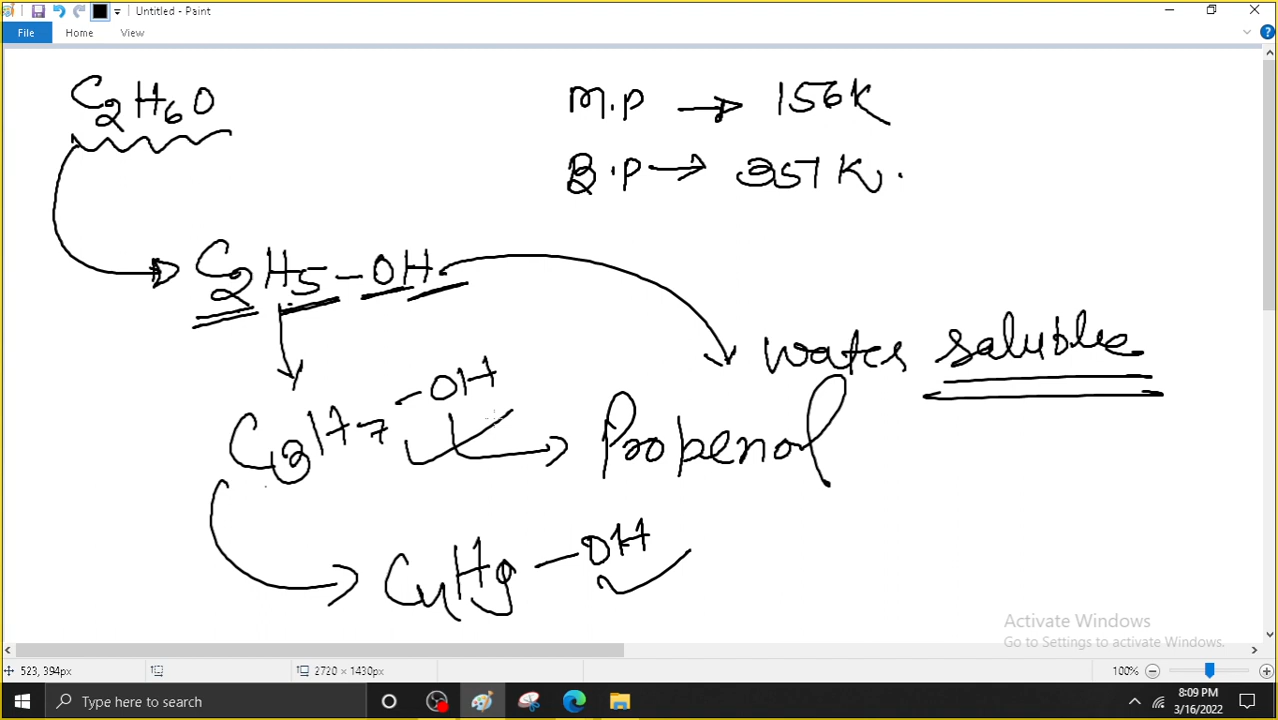 Untitled - Paint
File Home View
C2H6O
M.P → 156K
B.P → 357 K.
C2H5-OH
water soluble
C3H7-OH
Propenol
C4H9-OH
Activate Windows
Go to Settings to activate Windows.
523, 394px
2720 × 1430px
100%
Type here to search
8:09 PM
3/16/2022